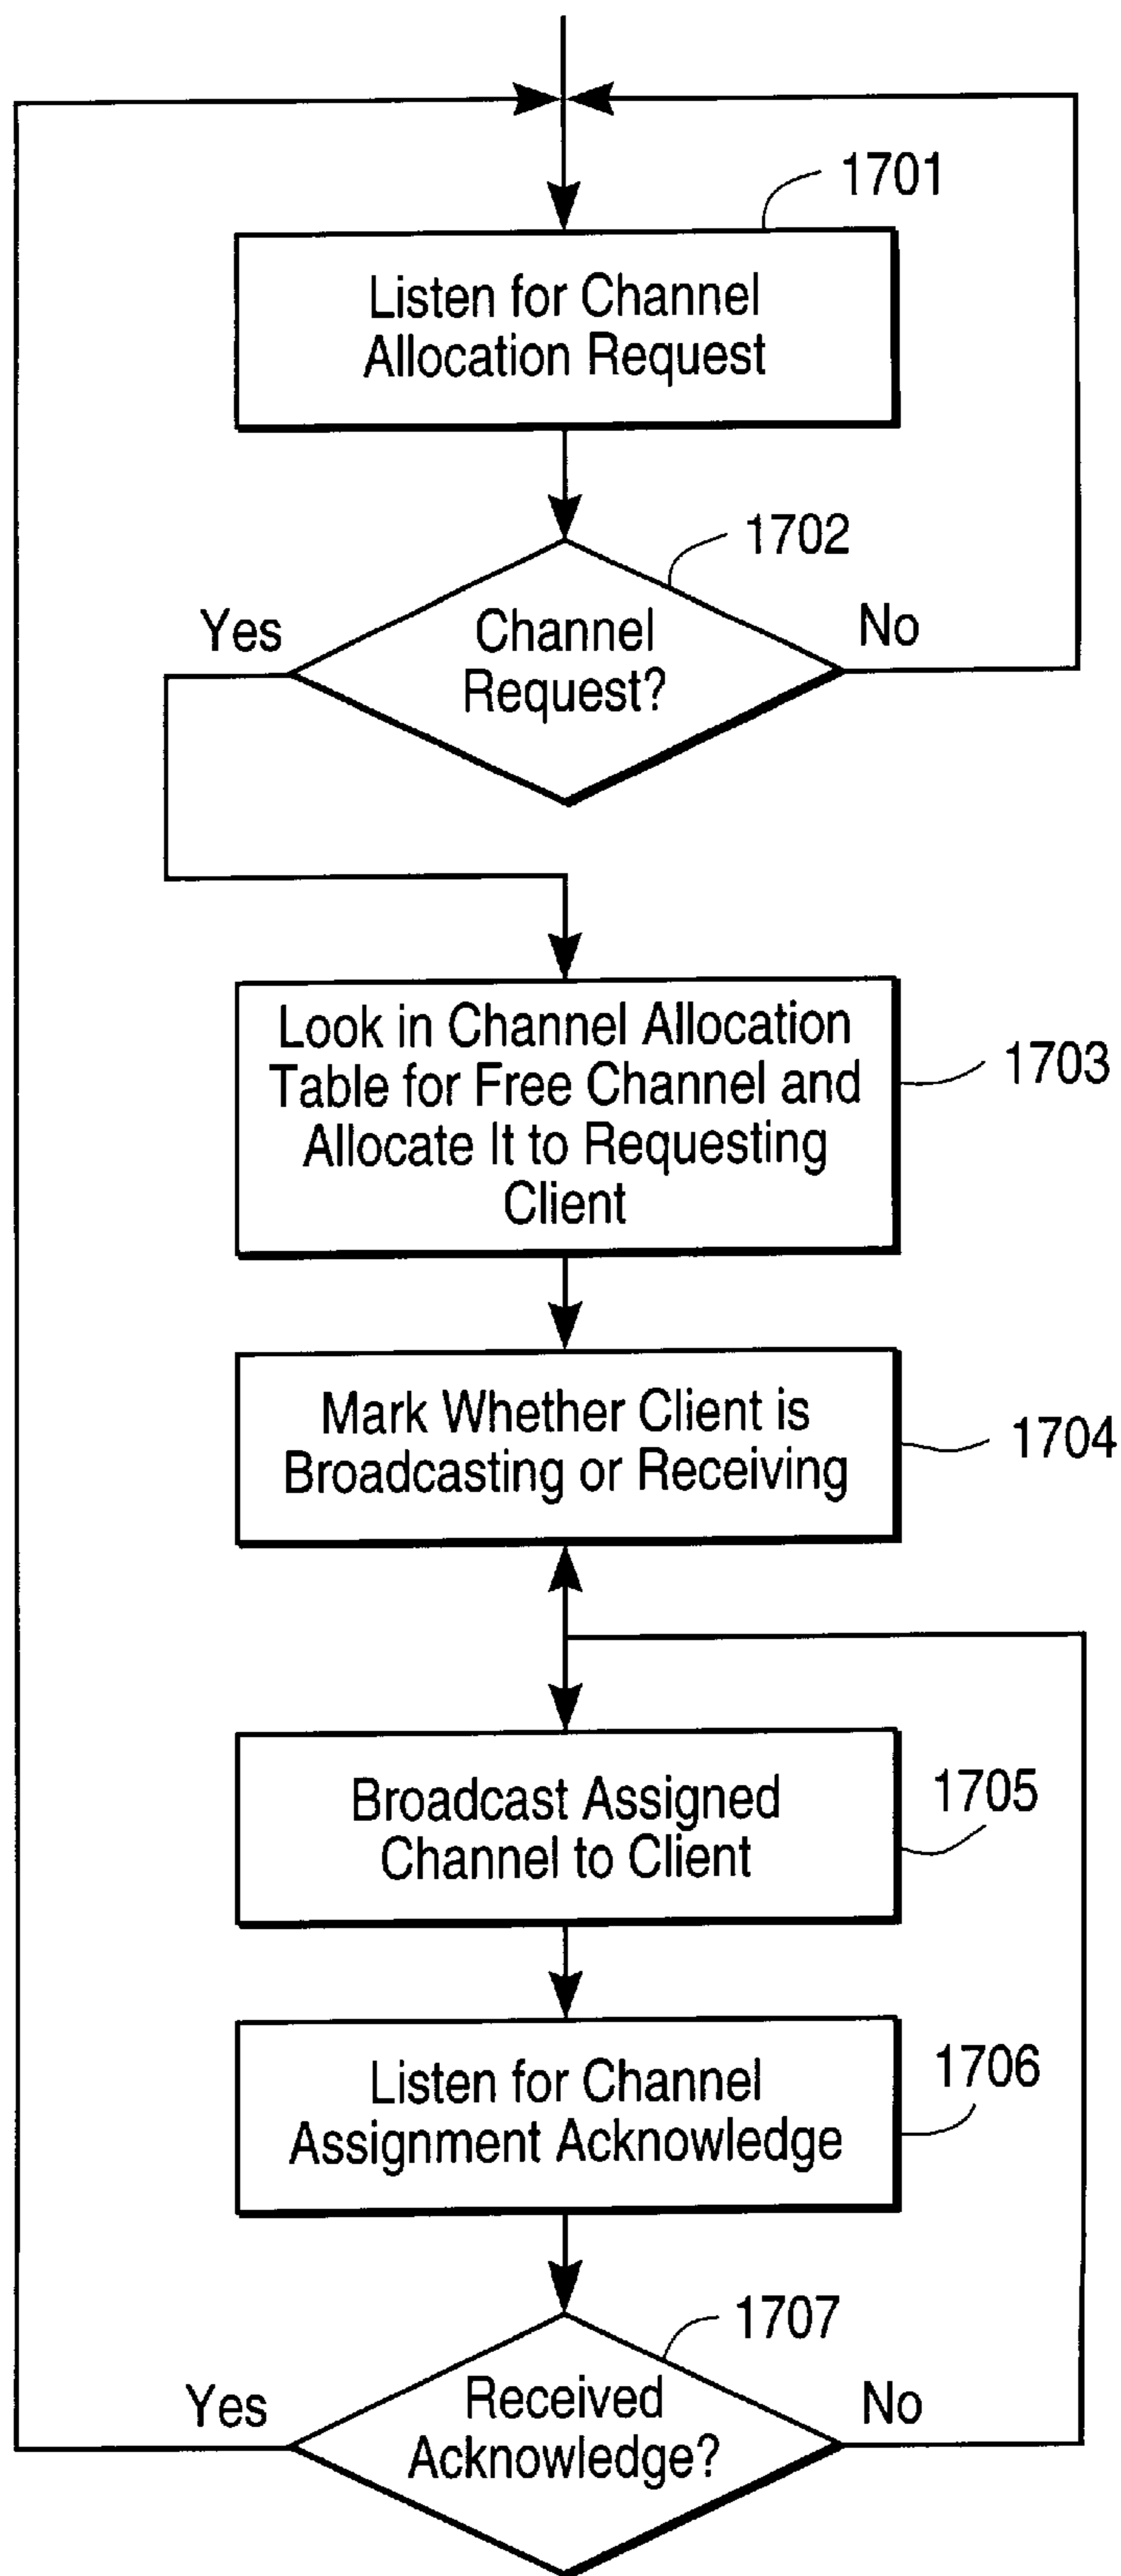 1701
Listen for Channel
Allocation Request
1702
Yes
Channel
Request?
No
Look in Channel Allocation
Table for Free Channel and
Allocate It to Requesting
Client
1703
Mark Whether Client is
Broadcasting or Receiving
1704
Broadcast Assigned
Channel to Client
1705
Listen for Channel
Assignment Acknowledge
1706
1707
Yes
Received
Acknowledge?
No